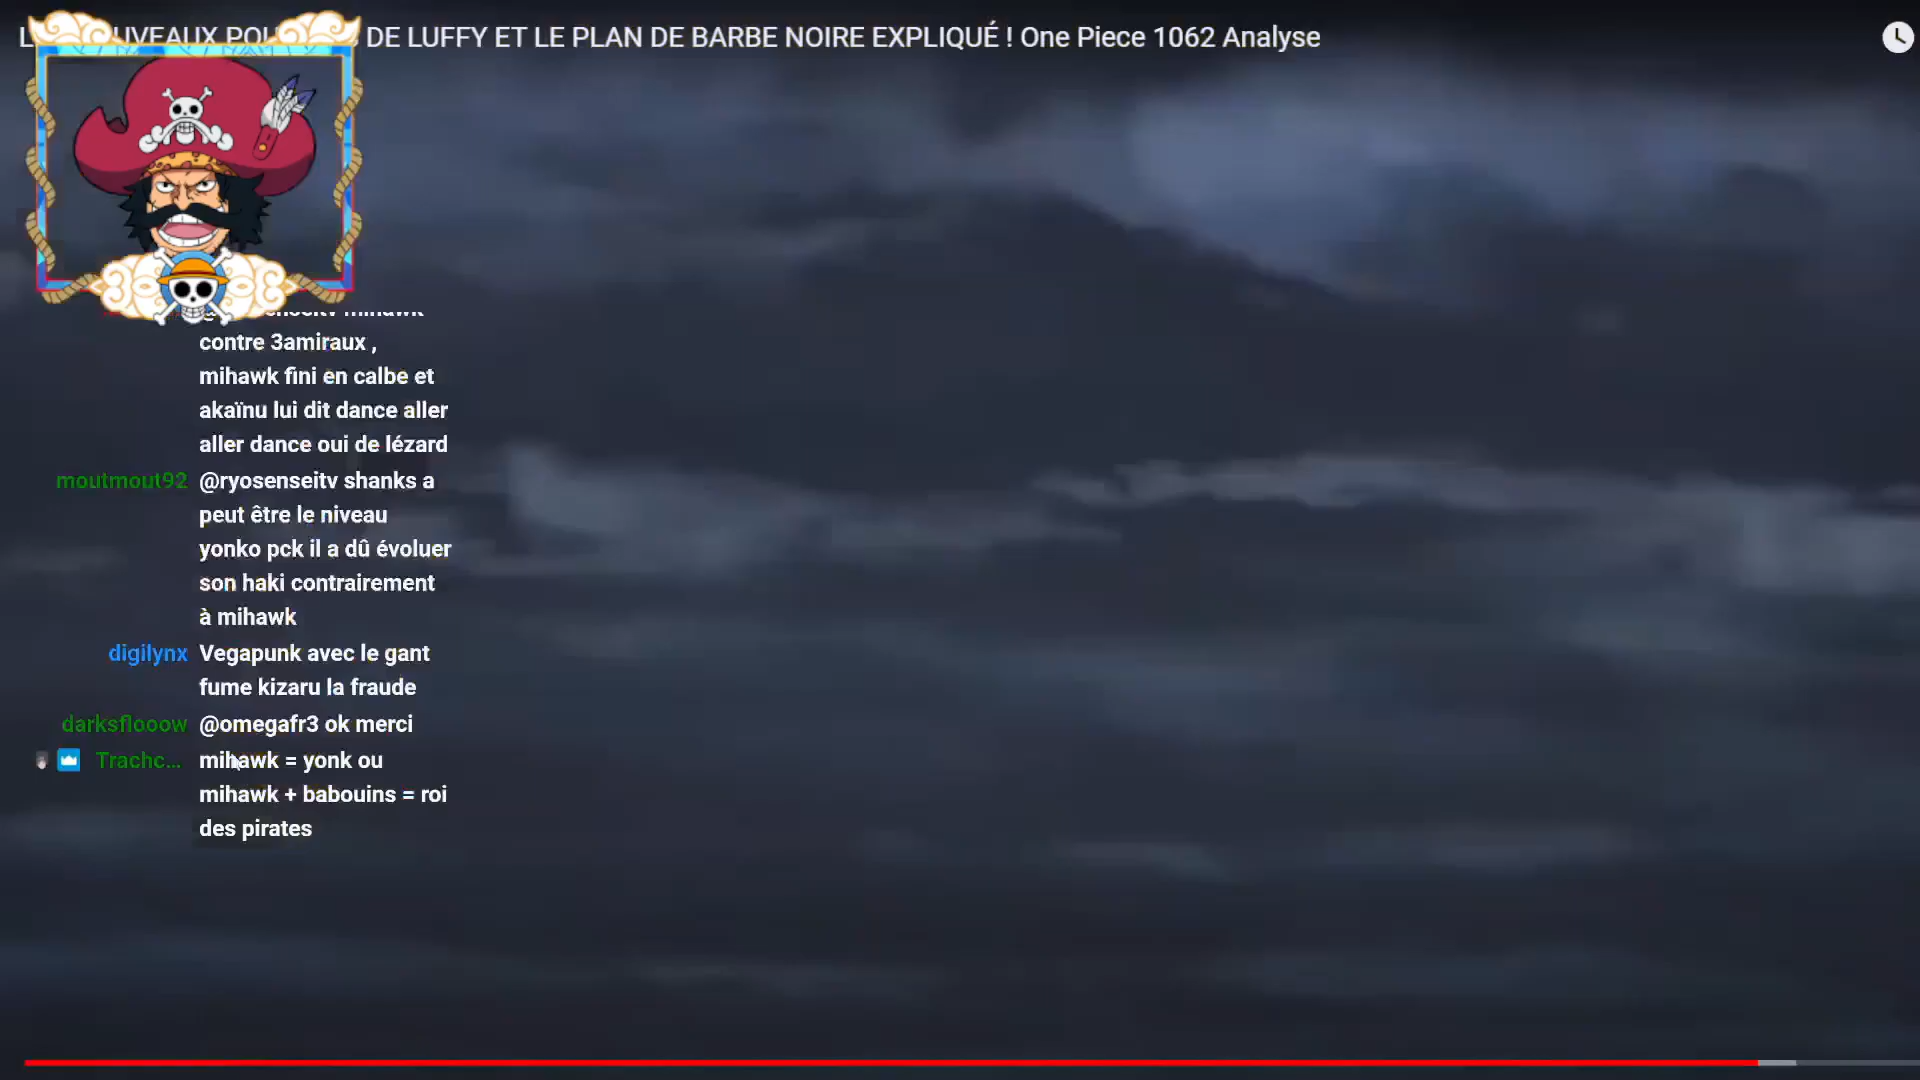 UVEAUX DE LUFFY ET LE PLAN DE BARBE NOIRE EXPLIQUÉ ! One Piece 1062 Analyse
mihawk
contre 3amiraux ,
mihawk fini en calbe et
akaïnu lui dit dance aller
aller dance oui de lézard
moutmout92 @ryosenseitv shanks a
peut être le niveau
yonko pck il a dû évoluer
son haki contrairement
à mihawk
digilynx Vegapunk avec le gant
fume kizaru la fraude
darksflooow @omegafr3 ok merci
Trachc... mihawk = yonk ou
mihawk + babouins = roi
des pirates